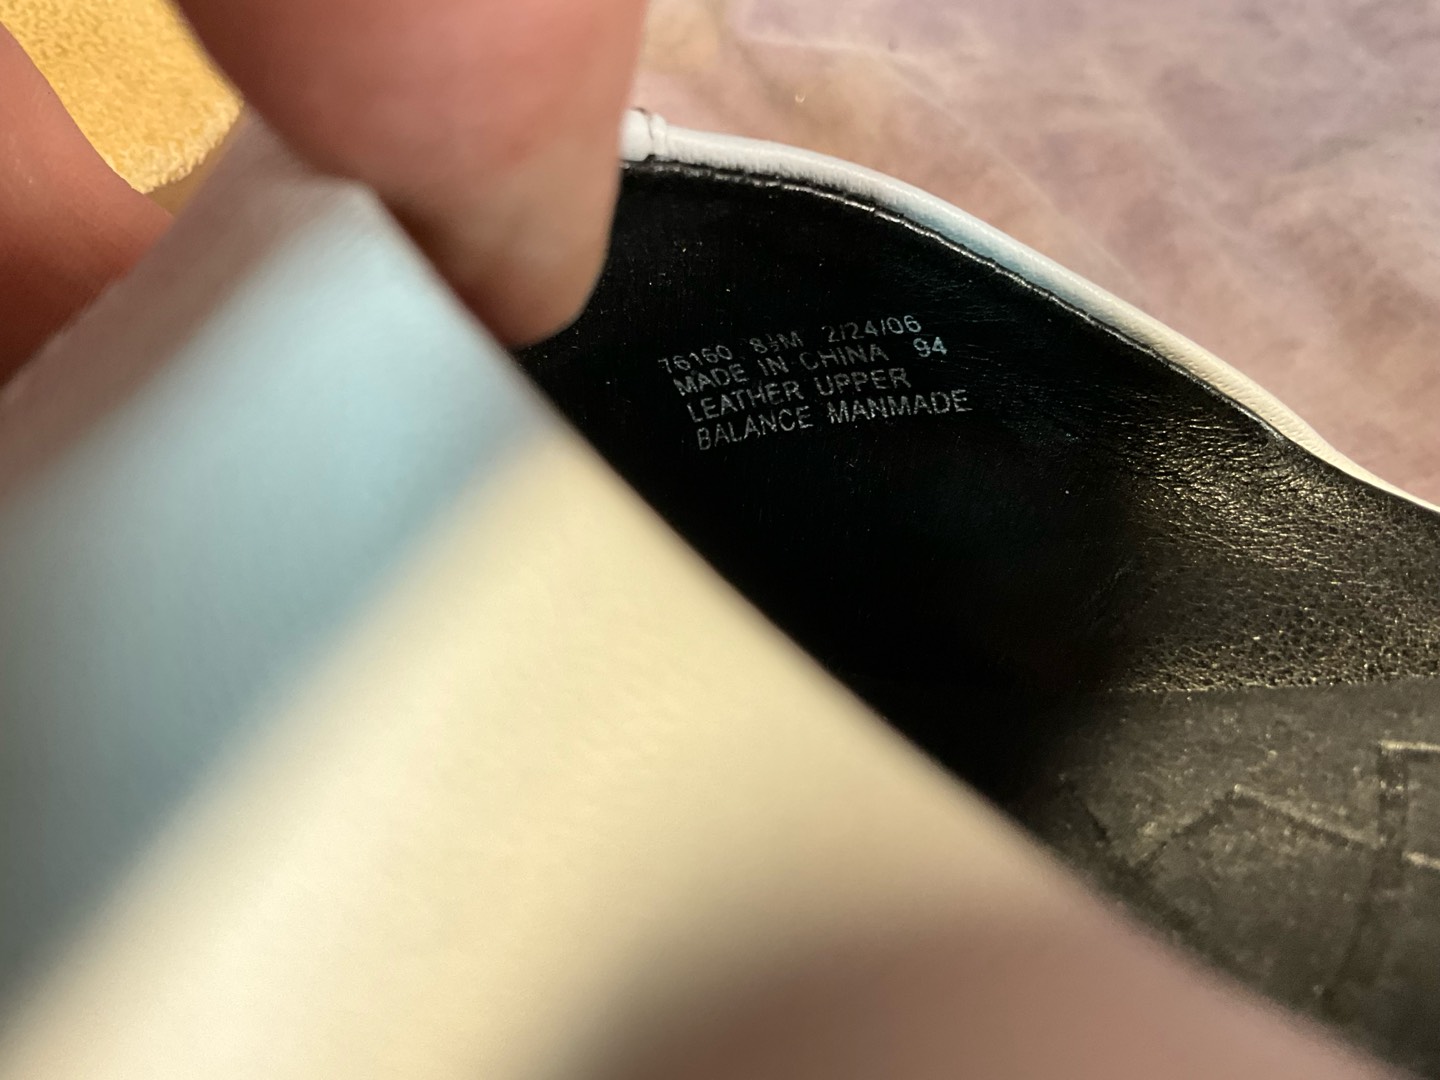 76160 8½M 2/24/06
MADE IN CHINA 94
LEATHER UPPER
BALANCE MANMADE